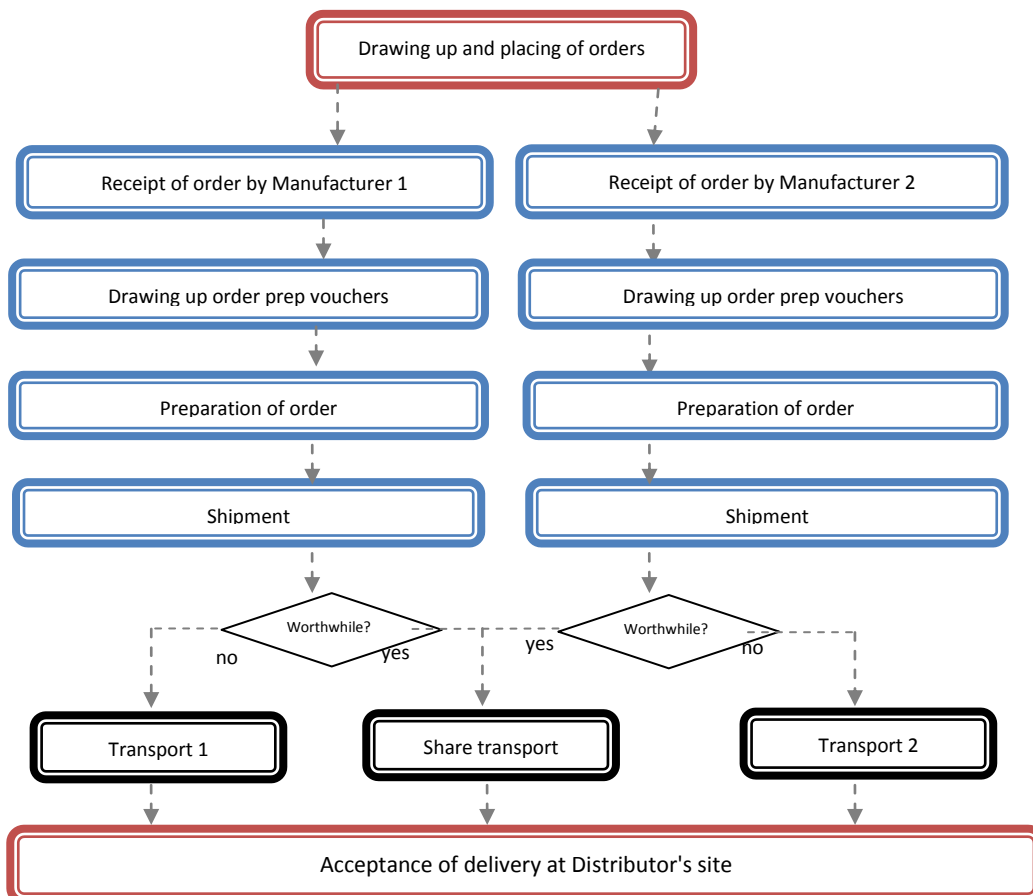 Drawing up and placing of orders
Receipt of order by Manufacturer 1
Receipt of order by Manufacturer 2
Drawing up order prep vouchers
Drawing up order prep vouchers
Preparation of order
Preparation of order
Shipment
Shipment
Worthwhile?
Worthwhile?
no
yes
yes
no
Transport 1
Share transport
Transport 2
Acceptance of delivery at Distributor's site